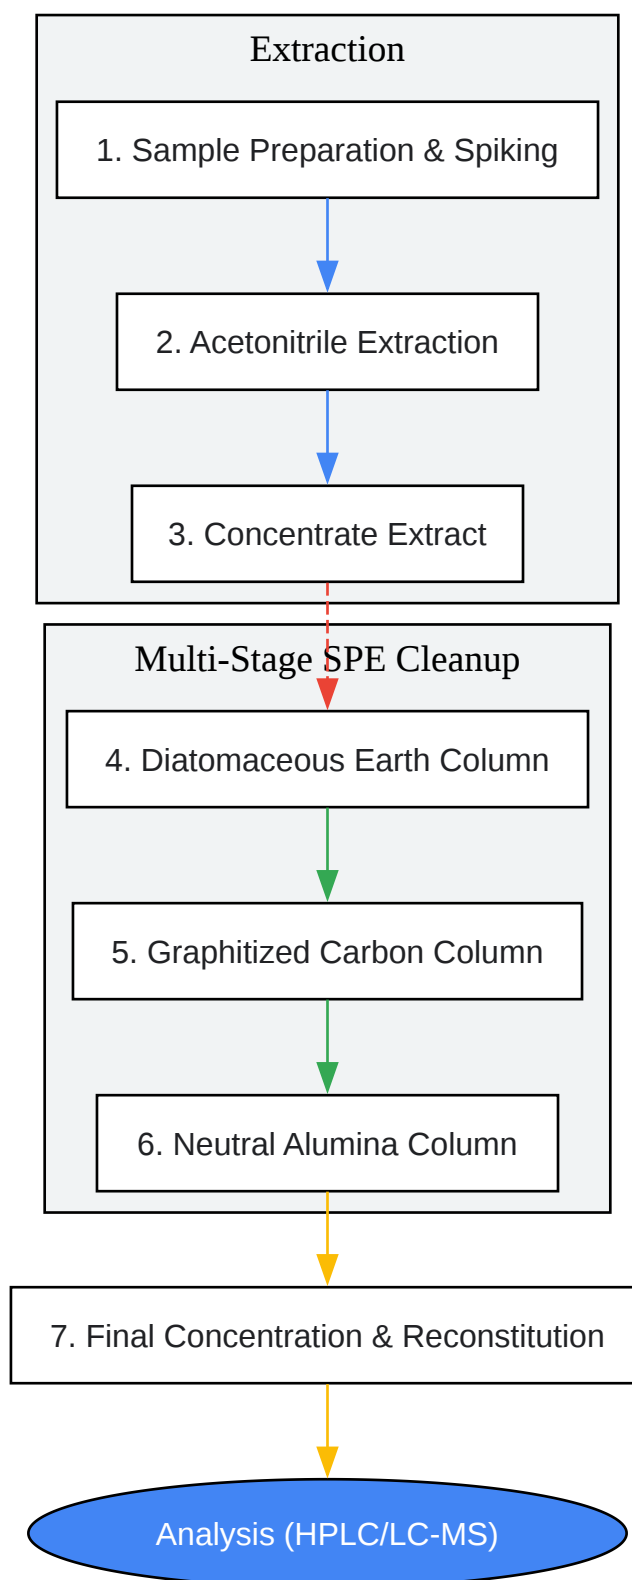 Extraction
1. Sample Preparation & Spiking
2. Acetonitrile Extraction
3. Concentrate Extract
Multi-Stage SPE Cleanup
4. Diatomaceous Earth Column
5. Graphitized Carbon Column
6. Neutral Alumina Column
7. Final Concentration & Reconstitution
Analysis (HPLC/LC-MS)